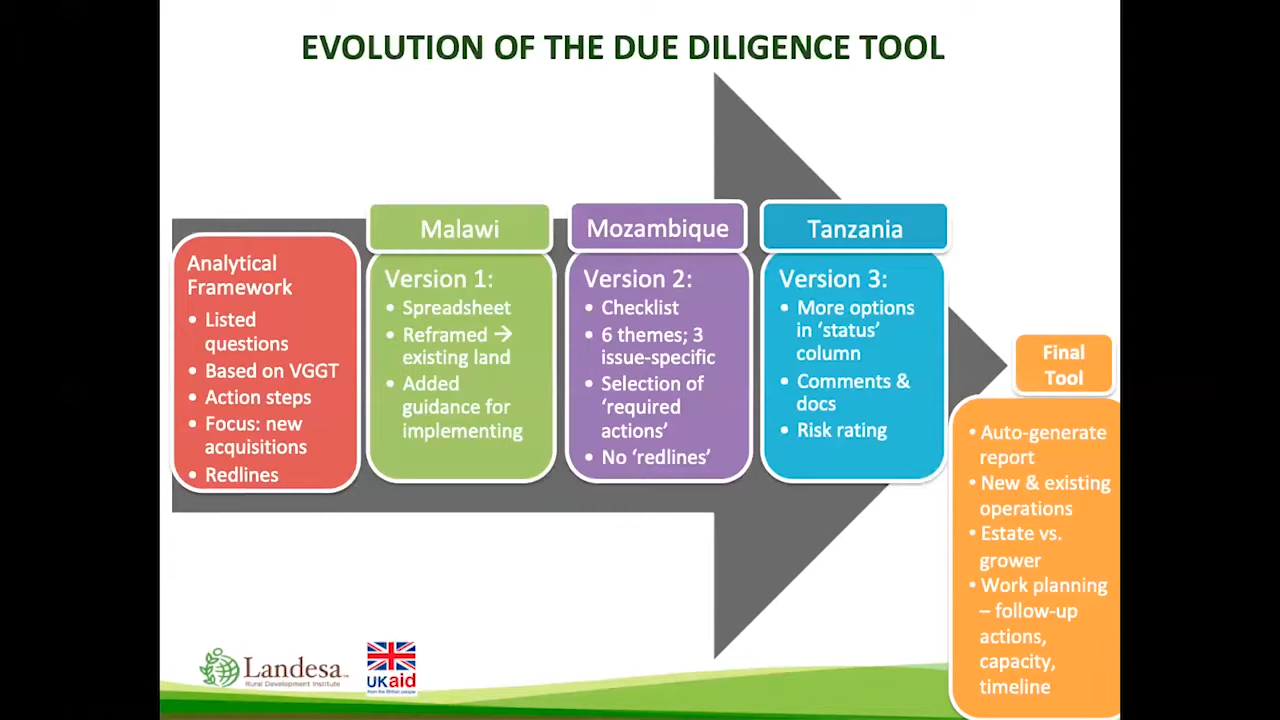 EVOLUTION OF THE DUE DILIGENCE TOOL
Analytical
Framework
• Listed
questions
• Based on VGGT
• Action steps
• Focus: new
acquisitions
• Redlines
Malawi
Version 1:
• Spreadsheet
• Reframed →
existing land
• Added
guidance for
implementing
Mozambique
Version 2:
• Checklist
• 6 themes; 3
issue-specific
• Selection of
‘required
actions’
• No ‘redlines’
Tanzania
Version 3:
• More options
in ‘status’
column
• Comments &
docs
• Risk rating
Final
Tool
• Auto-generate
report
• New & existing
operations
• Estate vs.
grower
• Work planning
– follow-up
actions,
capacity,
timeline
Landesa
Rural Development Institute
UKaid
from the British people